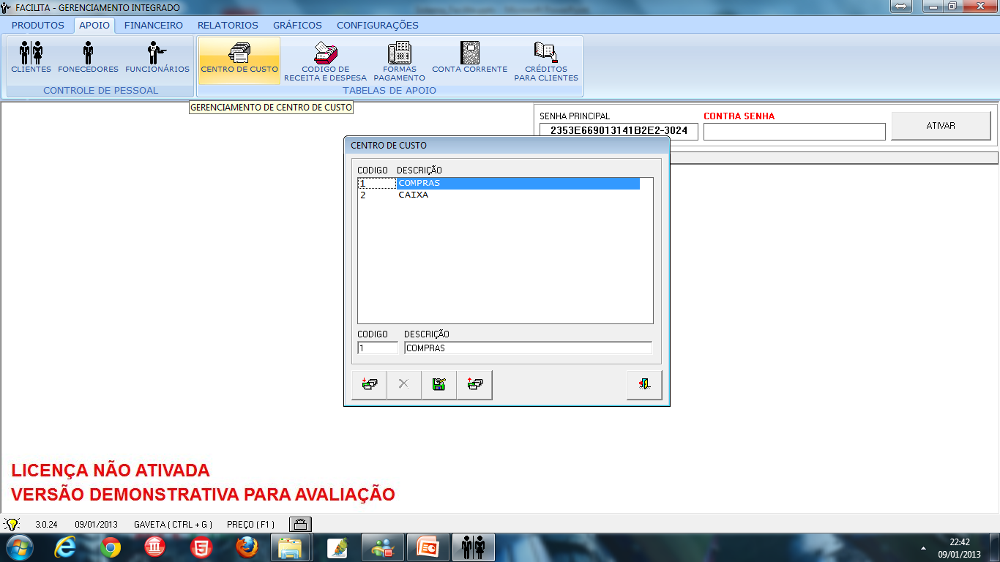 FACILITA - GERENCIAMENTO INTEGRADO
PRODUTOS APOIO FINANCEIRO RELATORIOS GRÁFICOS CONFIGURAÇÕES
CLIENTES FONECEDORES FUNCIONÁRIOS CENTRO DE CUSTO CODIGO DE RECEITA E DESPESA FORMAS PAGAMENTO CONTA CORRENTE CRÉDITOS PARA CLIENTES
CONTROLE DE PESSOAL TABELAS DE APOIO
GERENCIAMENTO DE CENTRO DE CUSTO
SENHA PRINCIPAL CONTRA SENHA
2353E669013141B2E2-3024 ATIVAR
CENTRO DE CUSTO
CODIGO DESCRIÇÃO
1 COMPRAS
2 CAIXA
CODIGO DESCRIÇÃO
1 COMPRAS
LICENÇA NÃO ATIVADA
VERSÃO DEMONSTRATIVA PARA AVALIAÇÃO
3.0.24 09/01/2013 GAVETA ( CTRL + G ) PREÇO ( F1 )
22:42
09/01/2013